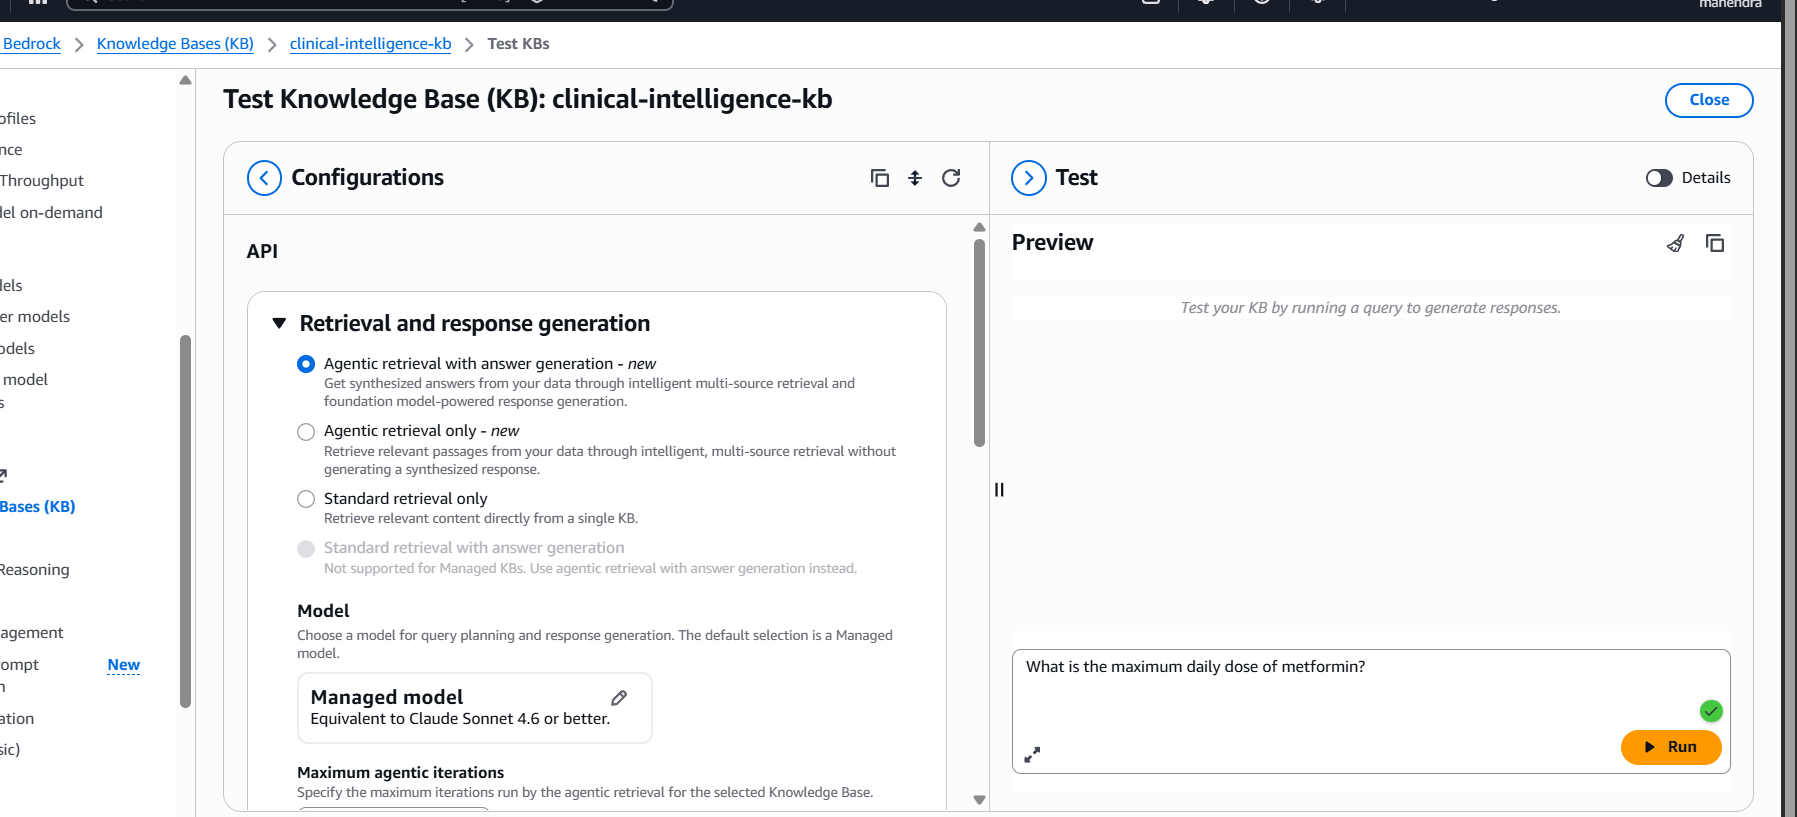 mahendra
Bedrock
Knowledge Bases (KB)
clinical-intelligence-kb
Test KBs
ofiles
nce
Throughput
del on-demand
dels
er models
odels
model
s
Bases (KB)
Reasoning
agement
ompt
New
n
ation
sic)
Test Knowledge Base (KB): clinical-intelligence-kb
Close
Configurations
API
Retrieval and response generation
Agentic retrieval with answer generation - new
Get synthesized answers from your data through intelligent multi-source retrieval and
foundation model-powered response generation.
Agentic retrieval only - new
Retrieve relevant passages from your data through intelligent, multi-source retrieval without
generating a synthesized response.
Standard retrieval only
Retrieve relevant content directly from a single KB.
Standard retrieval with answer generation
Not supported for Managed KBs. Use agentic retrieval with answer generation instead.
Model
Choose a model for query planning and response generation. The default selection is a Managed
model.
Managed model
Equivalent to Claude Sonnet 4.6 or better.
Maximum agentic iterations
Specify the maximum iterations run by the agentic retrieval for the selected Knowledge Base.
Test
Details
Preview
Test your KB by running a query to generate responses.
What is the maximum daily dose of metformin?
Run